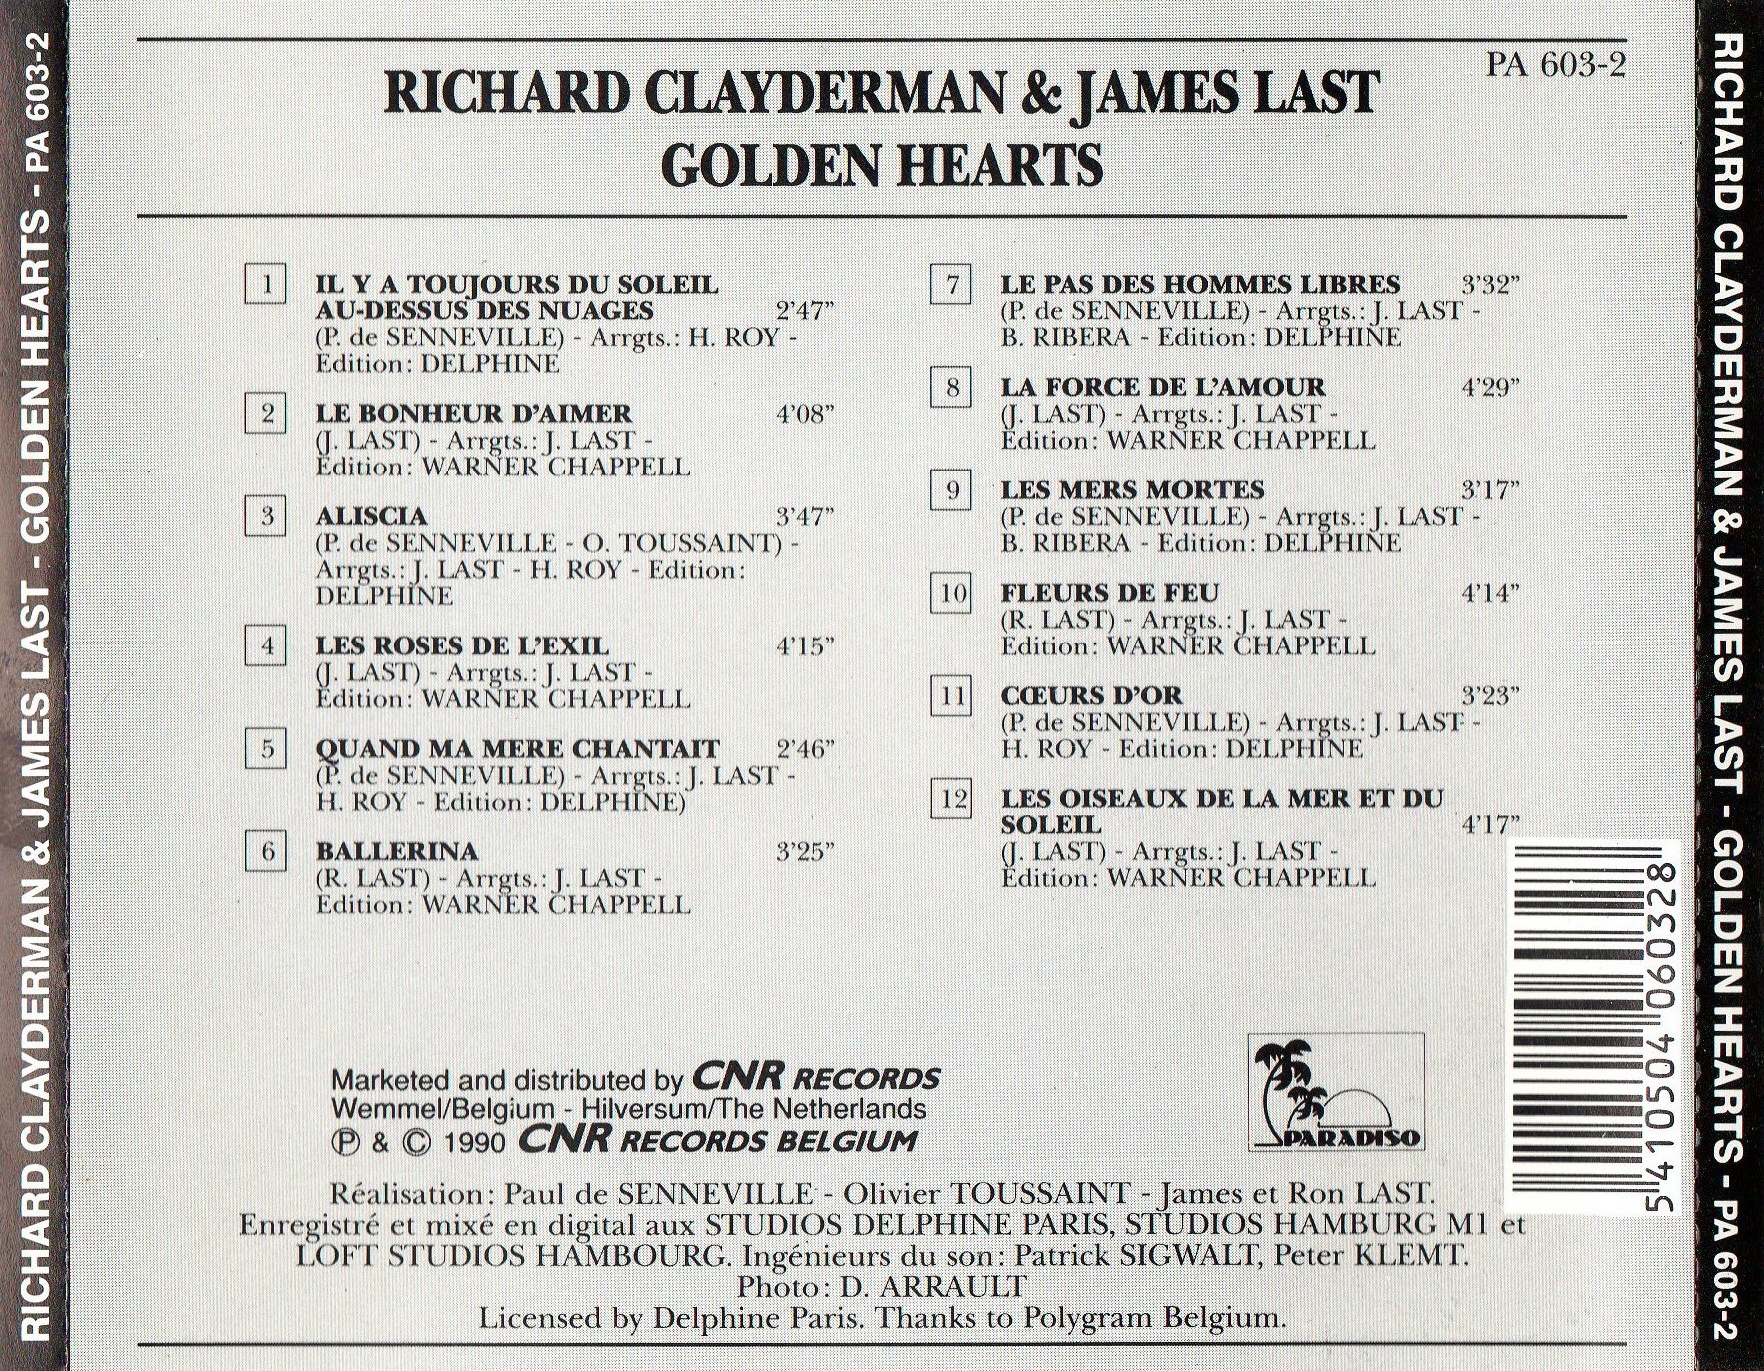 RICHARD CLAYDERMAN & JAMES LAST - GOLDEN HEARTS - PA 603-2
PA 603-2
RICHARD CLAYDERMAN & JAMES LAST
GOLDEN HEARTS
1 IL Y A TOUJOURS DU SOLEIL
AU-DESSUS DES NUAGES 2'47"
(P. de SENNEVILLE) - Arrgts.: H. ROY -
Edition: DELPHINE
2 LE BONHEUR D'AIMER 4'08"
(J. LAST) - Arrgts.: J. LAST -
Edition: WARNER CHAPPELL
3 ALISCIA 3'47"
(P. de SENNEVILLE - O. TOUSSAINT) -
Arrgts.: J. LAST - H. ROY - Edition:
DELPHINE
4 LES ROSES DE L'EXIL 4'15"
(J. LAST) - Arrgts.: J. LAST -
Edition: WARNER CHAPPELL
5 QUAND MA MERE CHANTAIT 2'46"
(P. de SENNEVILLE) - Arrgts.: J. LAST -
H. ROY - Edition: DELPHINE)
6 BALLERINA 3'25"
(R. LAST) - Arrgts.: J. LAST -
Edition: WARNER CHAPPELL
7 LE PAS DES HOMMES LIBRES 3'32"
(P. de SENNEVILLE) - Arrgts.: J. LAST -
B. RIBERA - Edition: DELPHINE
8 LA FORCE DE L'AMOUR 4'29"
(J. LAST) - Arrgts.: J. LAST -
Edition: WARNER CHAPPELL
9 LES MERS MORTES 3'17"
(P. de SENNEVILLE) - Arrgts.: J. LAST -
B. RIBERA - Edition: DELPHINE
10 FLEURS DE FEU 4'14"
(R. LAST) - Arrgts.: J. LAST -
Edition: WARNER CHAPPELL
11 CŒURS D'OR 3'23"
(P. de SENNEVILLE) - Arrgts.: J. LAST -
H. ROY - Edition: DELPHINE
12 LES OISEAUX DE LA MER ET DU
SOLEIL 4'17"
(J. LAST) - Arrgts.: J. LAST -
Edition: WARNER CHAPPELL
Marketed and distributed by CNR RECORDS
Wemmel/Belgium - Hilversum/The Netherlands
℗ & © 1990 CNR RECORDS BELGIUM
PARADISO
5 410504 060328
Réalisation: Paul de SENNEVILLE - Olivier TOUSSAINT - James et Ron LAST.
Enregistré et mixé en digital aux STUDIOS DELPHINE PARIS, STUDIOS HAMBURG M1 et
LOFT STUDIOS HAMBOURG. Ingénieurs du son: Patrick SIGWALT, Peter KLEMT.
Photo: D. ARRAULT
Licensed by Delphine Paris. Thanks to Polygram Belgium.
RICHARD CLAYDERMAN & JAMES LAST - GOLDEN HEARTS - PA 603-2